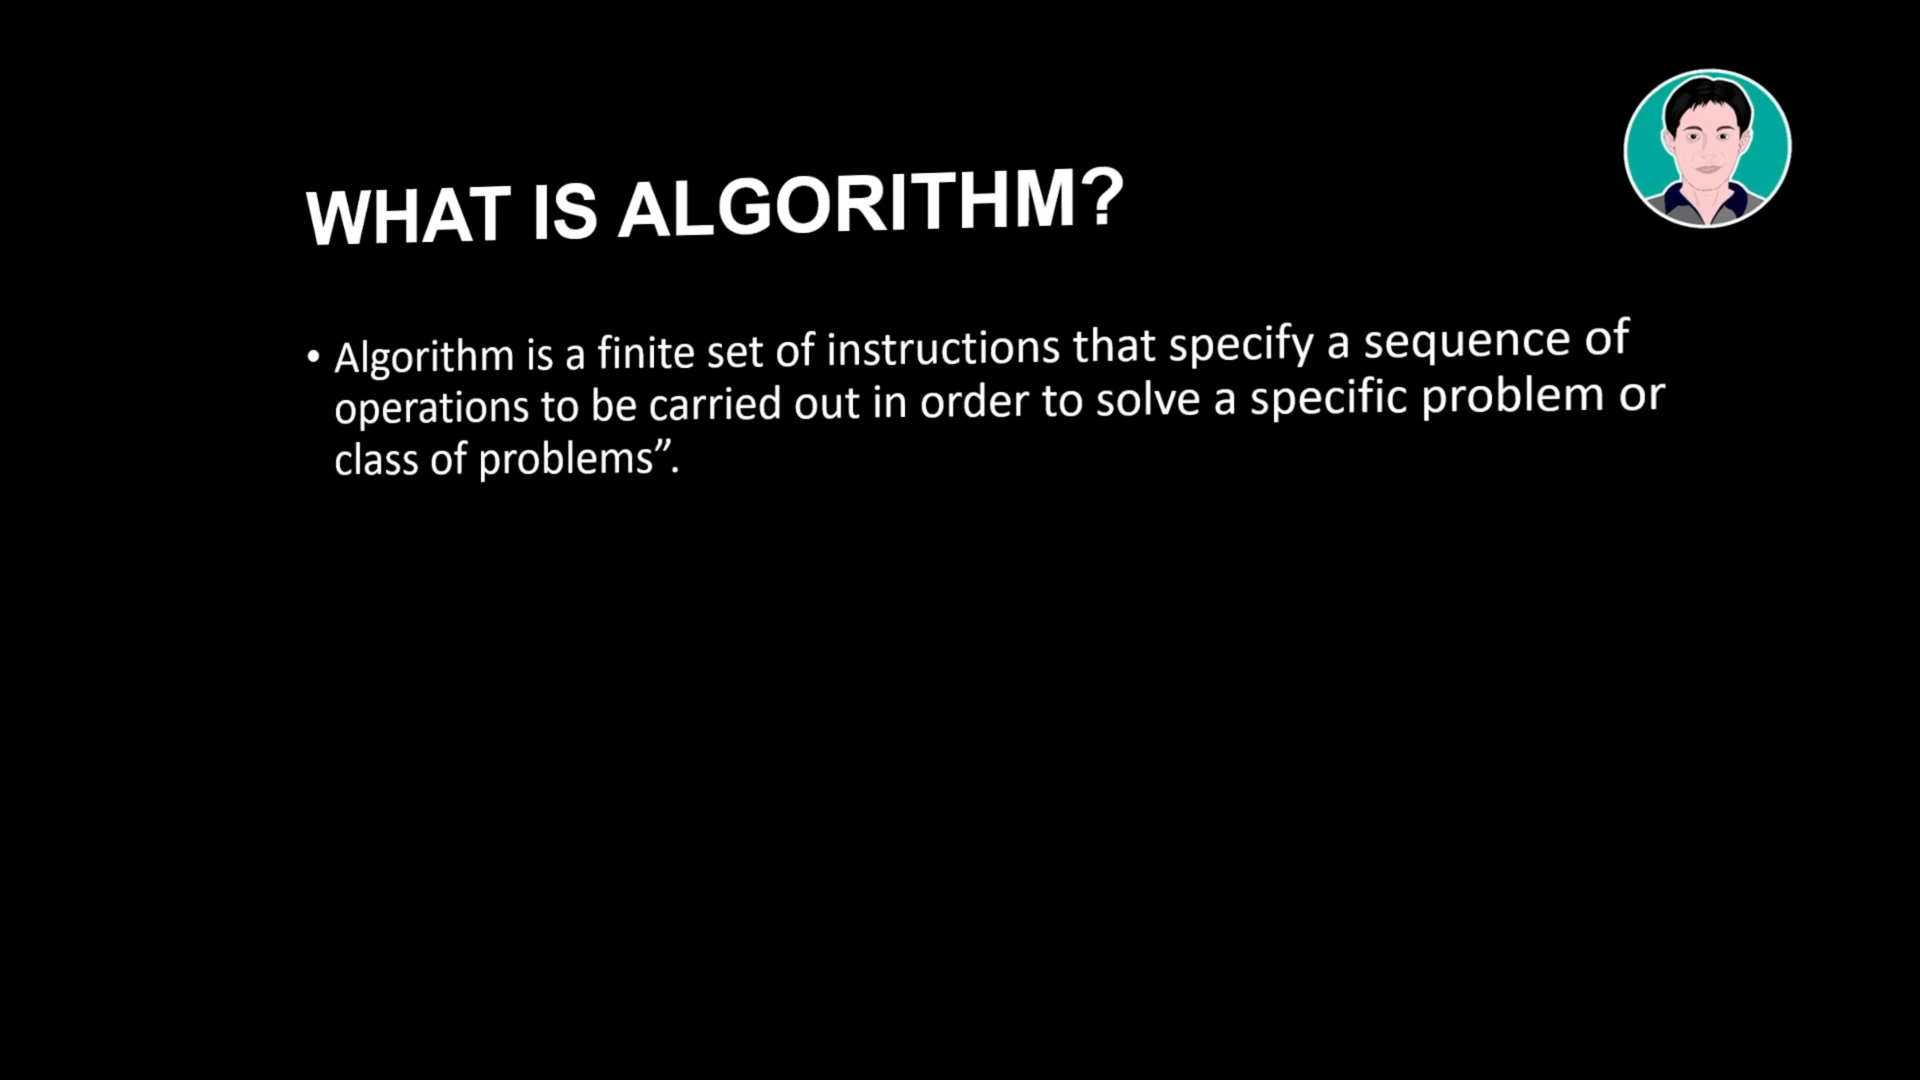 WHAT IS ALGORITHM?
• Algorithm is a finite set of instructions that specify a sequence of
operations to be carried out in order to solve a specific problem or
class of problems”.